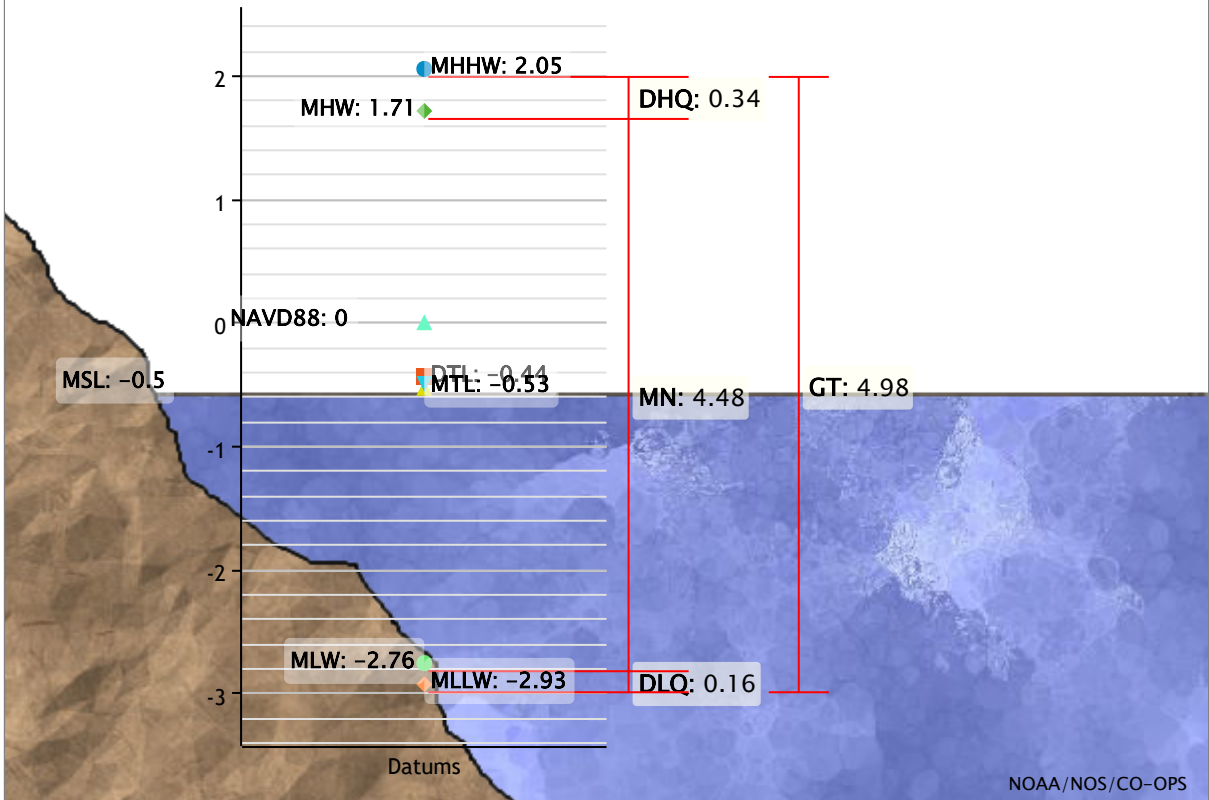 MHHW: 2.05
2
DHQ: 0.34
MHW: 1.71
1
NAVD88: 0
0
DTL: −0.44
MSL: −0.5
MTL: −0.53
GT: 4.98
MN: 4.48
-1
-2
MLW: −2.76
MLLW: −2.93
DLQ: 0.16
-3
Datums
NOAA/NOS/CO−OPS